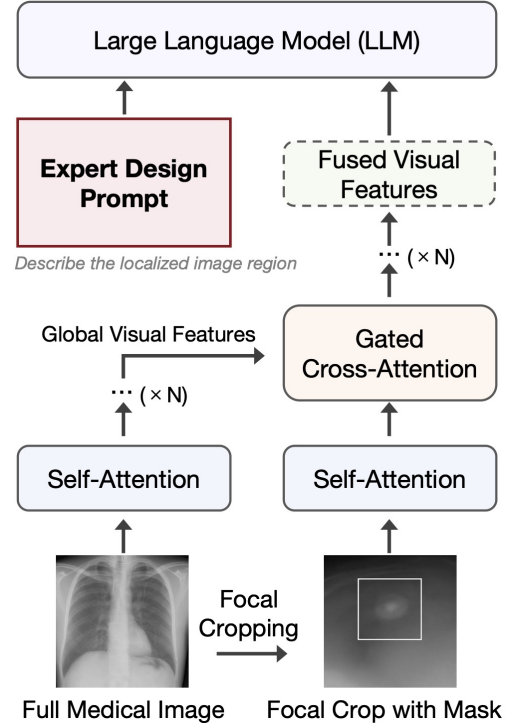 Large Language Model (LLM)
Expert Design
Prompt
Fused Visual
Features
Describe the localized image region
... (×N)
Global Visual Features
Gated
Cross-Attention
... (×N)
Self-Attention
Self-Attention
Focal
Cropping
Full Medical Image
Focal Crop with Mask